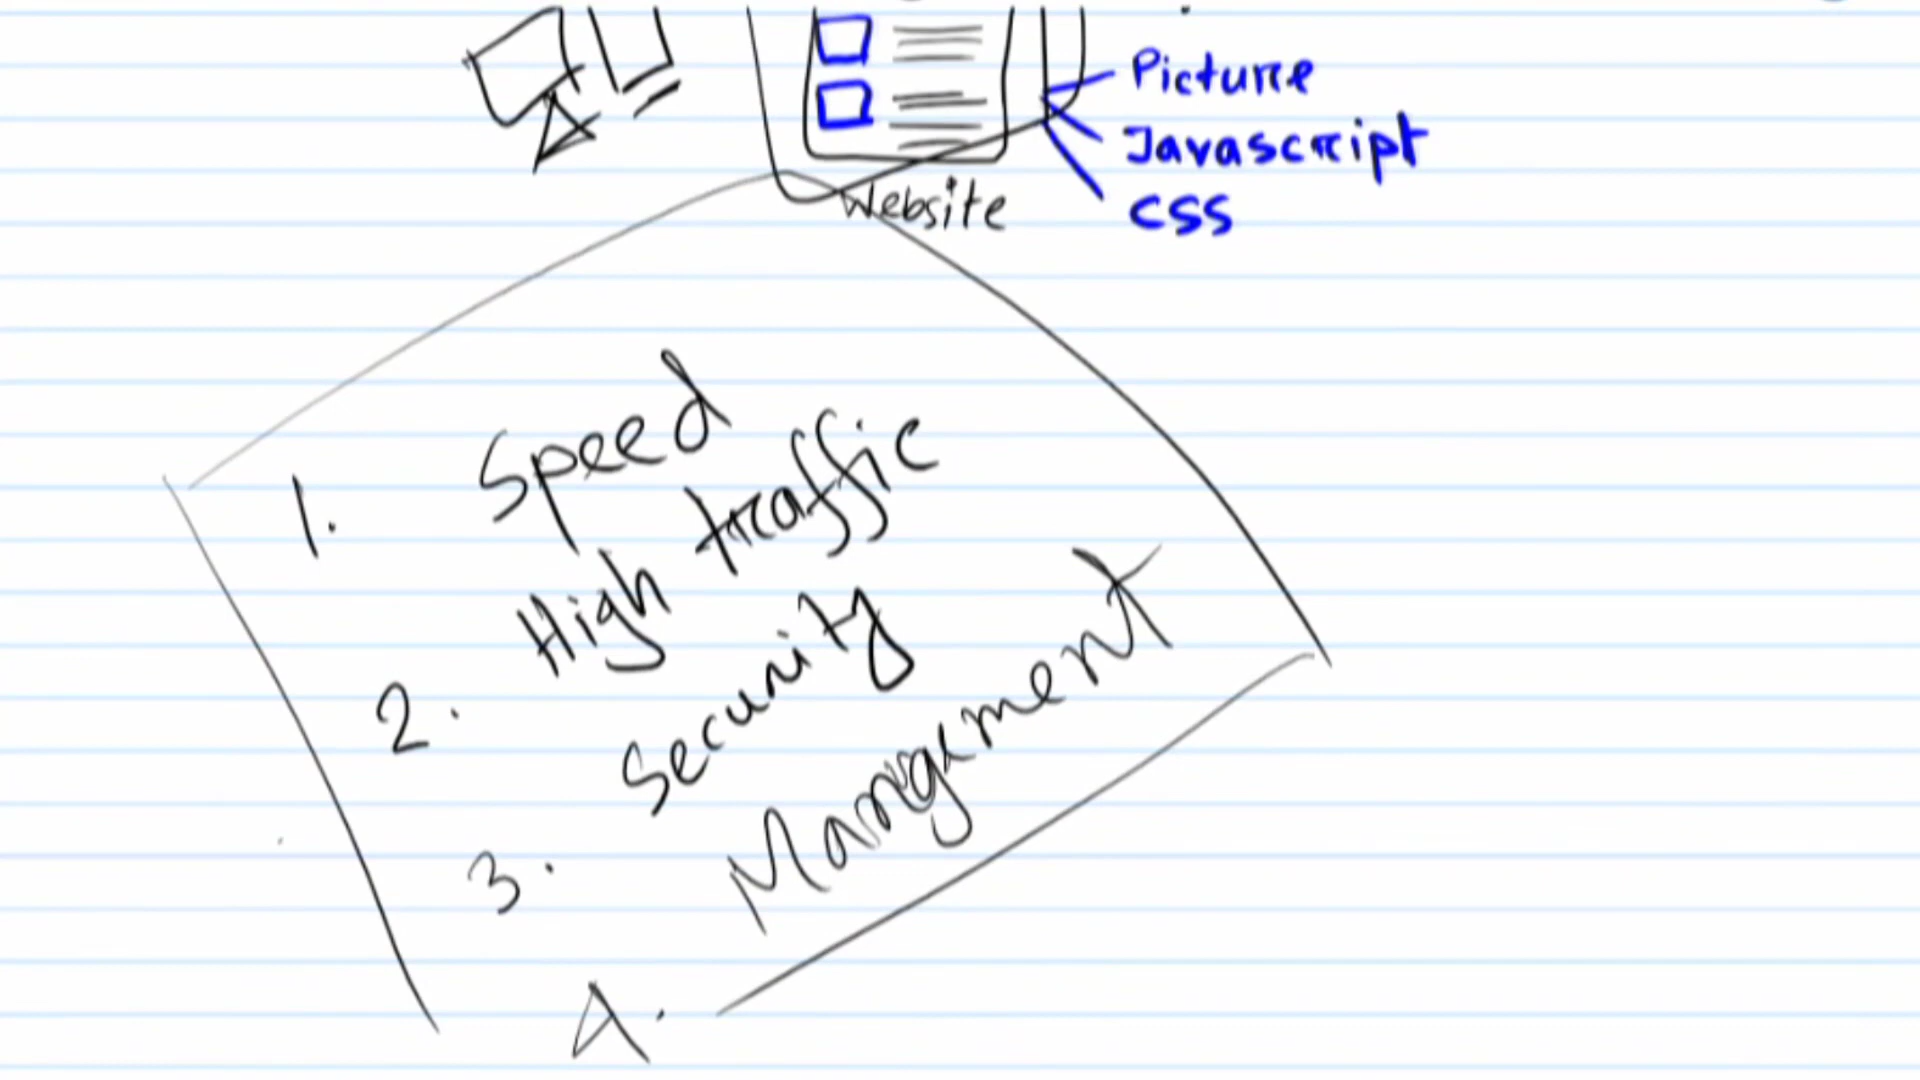 Picture
Javascript
CSS
Website
1. Speed
2. High traffic
3. Security
4. Management